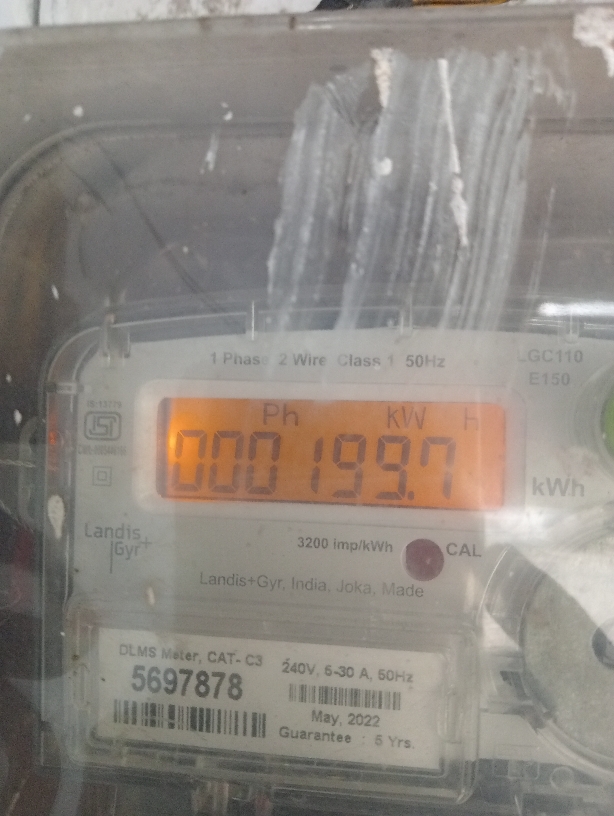 1 Phase 2 Wire Class 1 50Hz
LGC110
E150
IS-13779
Ph kW H
000199.7
kWh
Landis
Gyr+
3200 imp/kWh
CAL
Landis+Gyr, India, Joka, Made
DLMS Meter, CAT- C3
5697878
240V, 5-30 A, 50Hz
May, 2022
Guarantee : 5 Yrs.